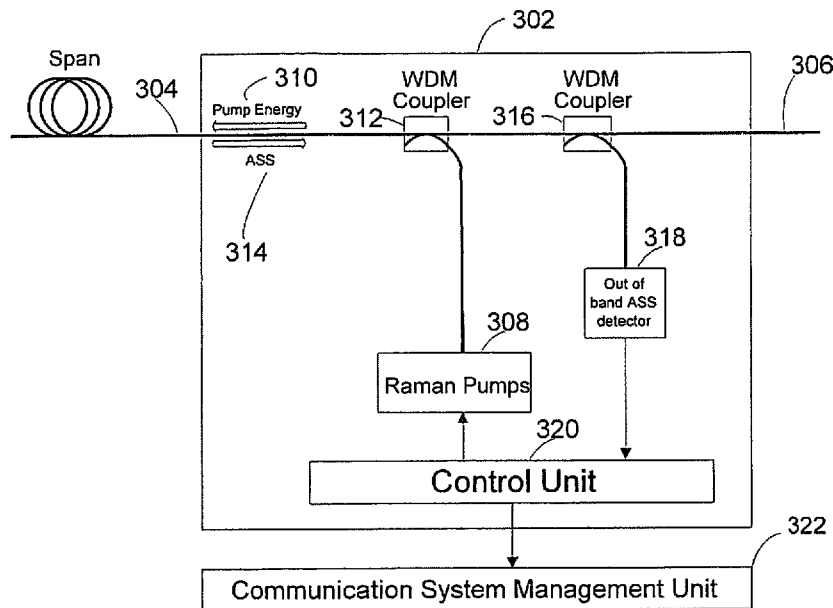 302
Span
304
310
Pump Energy
ASS
314
WDM
Coupler
312
WDM
Coupler
316
306
318
Out of
band ASS
detector
308
Raman Pumps
320
Control Unit
322
Communication System Management Unit